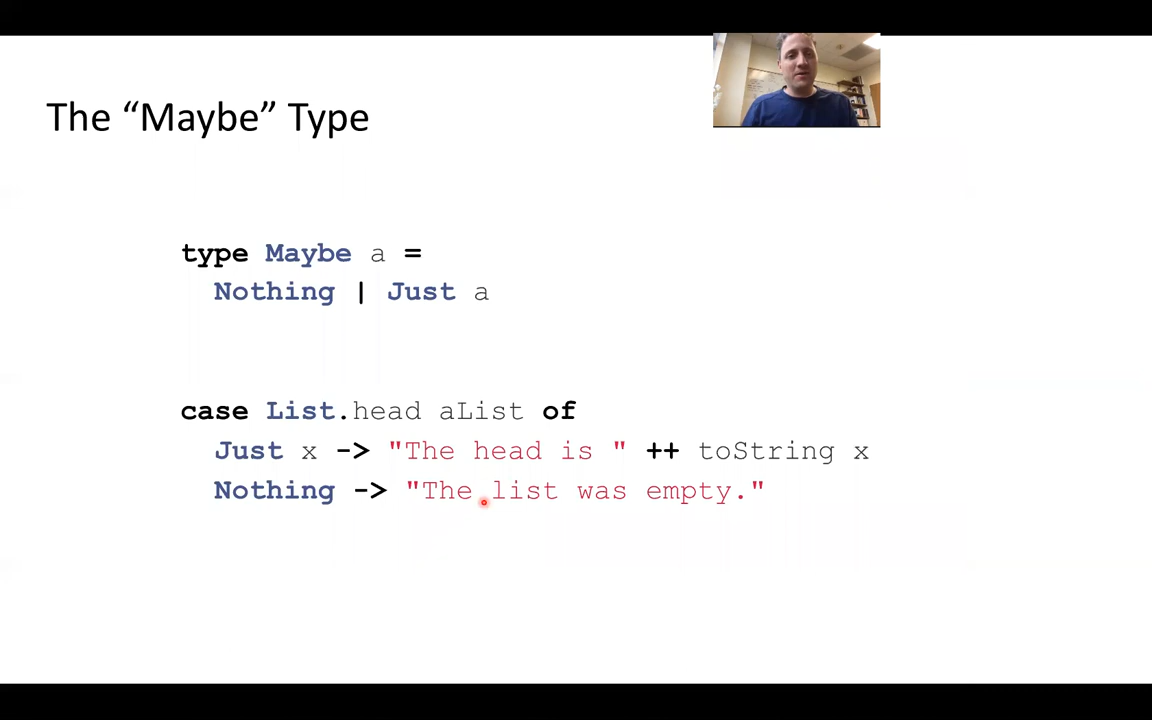 The “Maybe” Type
type Maybe a =
Nothing | Just a
case List.head aList of
Just x -> "The head is " ++ toString x
Nothing -> "The list was empty."